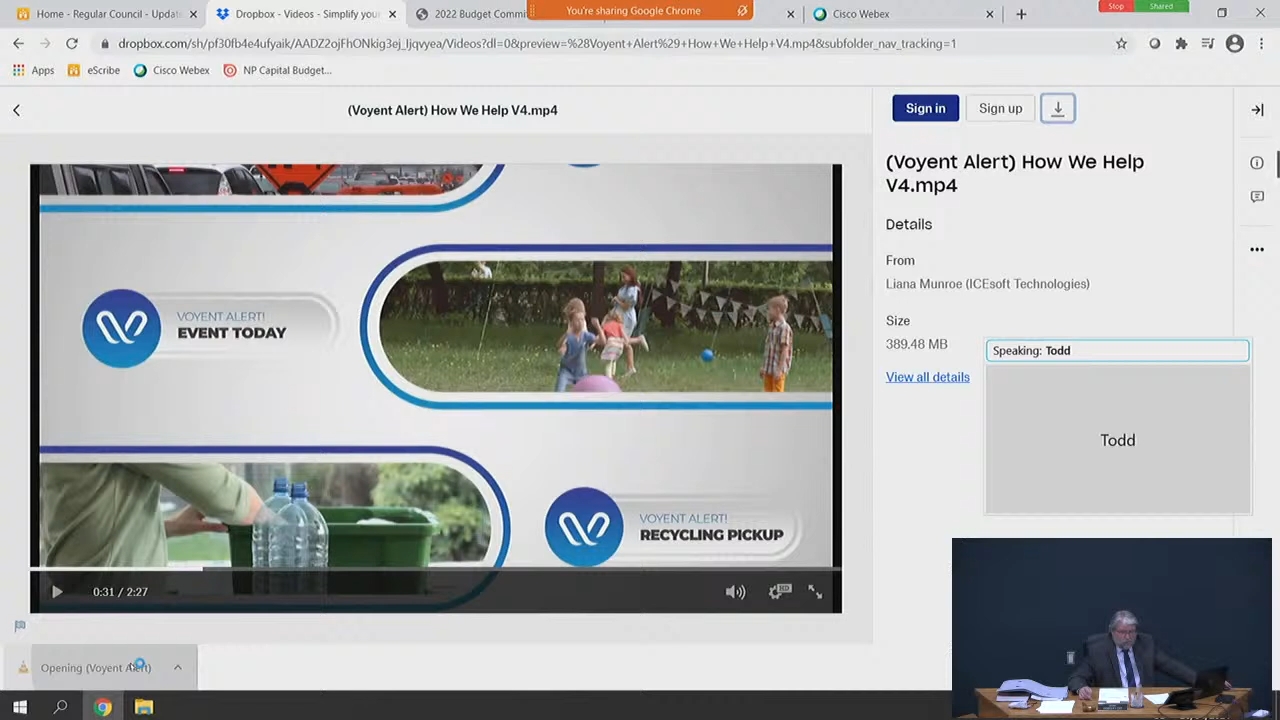 Home - Regular Council - Update
Dropbox - Videos - Simplify your
2022 Budget Commi
You're sharing Google Chrome
Cisco Webex
Stop
Shared
dropbox.com/sh/pf30fb4e4ufyaik/AADZ2ojFhONkig3ej_ljqvyea/Videos?dl=0&preview=%28Voyent+Alert%29+How+We+Help+V4.mp4&subfolder_nav_tracking=1
Apps
eScribe
Cisco Webex
NP Capital Budget...
(Voyent Alert) How We Help V4.mp4
Sign in
Sign up
(Voyent Alert) How We Help
V4.mp4
Details
From
Liana Munroe (ICEsoft Technologies)
Size
389.48 MB
View all details
Speaking: Todd
Todd
VOYENT ALERT!
EVENT TODAY
VOYENT ALERT!
RECYCLING PICKUP
0:31 / 2:27
HD
Opening (Voyent Alert)